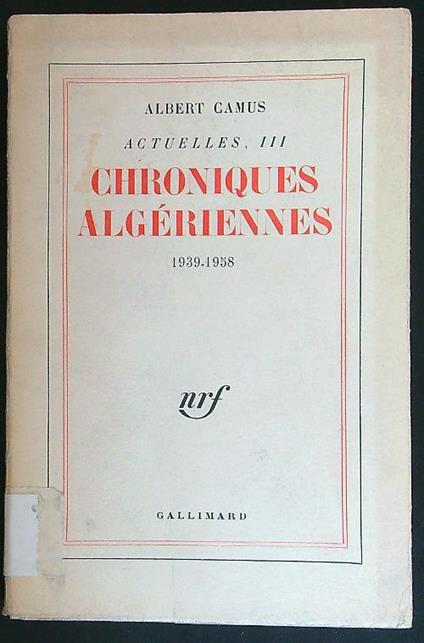 ALBERT CAMUS
ACTUELLES, III
CHRONIQUES
ALGÉRIENNES
1939-1958
nrf
GALLIMARD